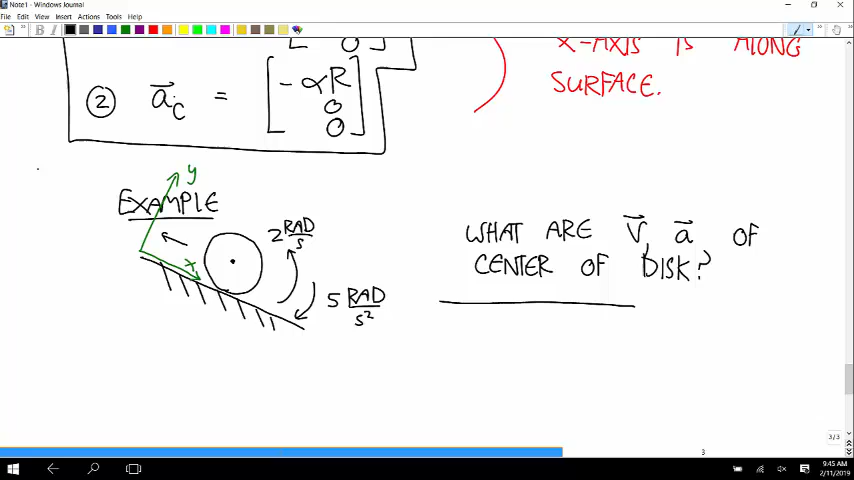 Note1 - Windows Journal
File Edit View Insert Actions Tools Help
X-AXIS IS ALONG
SURFACE.
② a⃗C = [-αR 0 0]
EXAMPLE
y
x
2 RAD/S
5 RAD/S²
WHAT ARE V⃗, a⃗ OF
CENTER OF DISK?
3/3
3
9:45 AM
2/11/2019